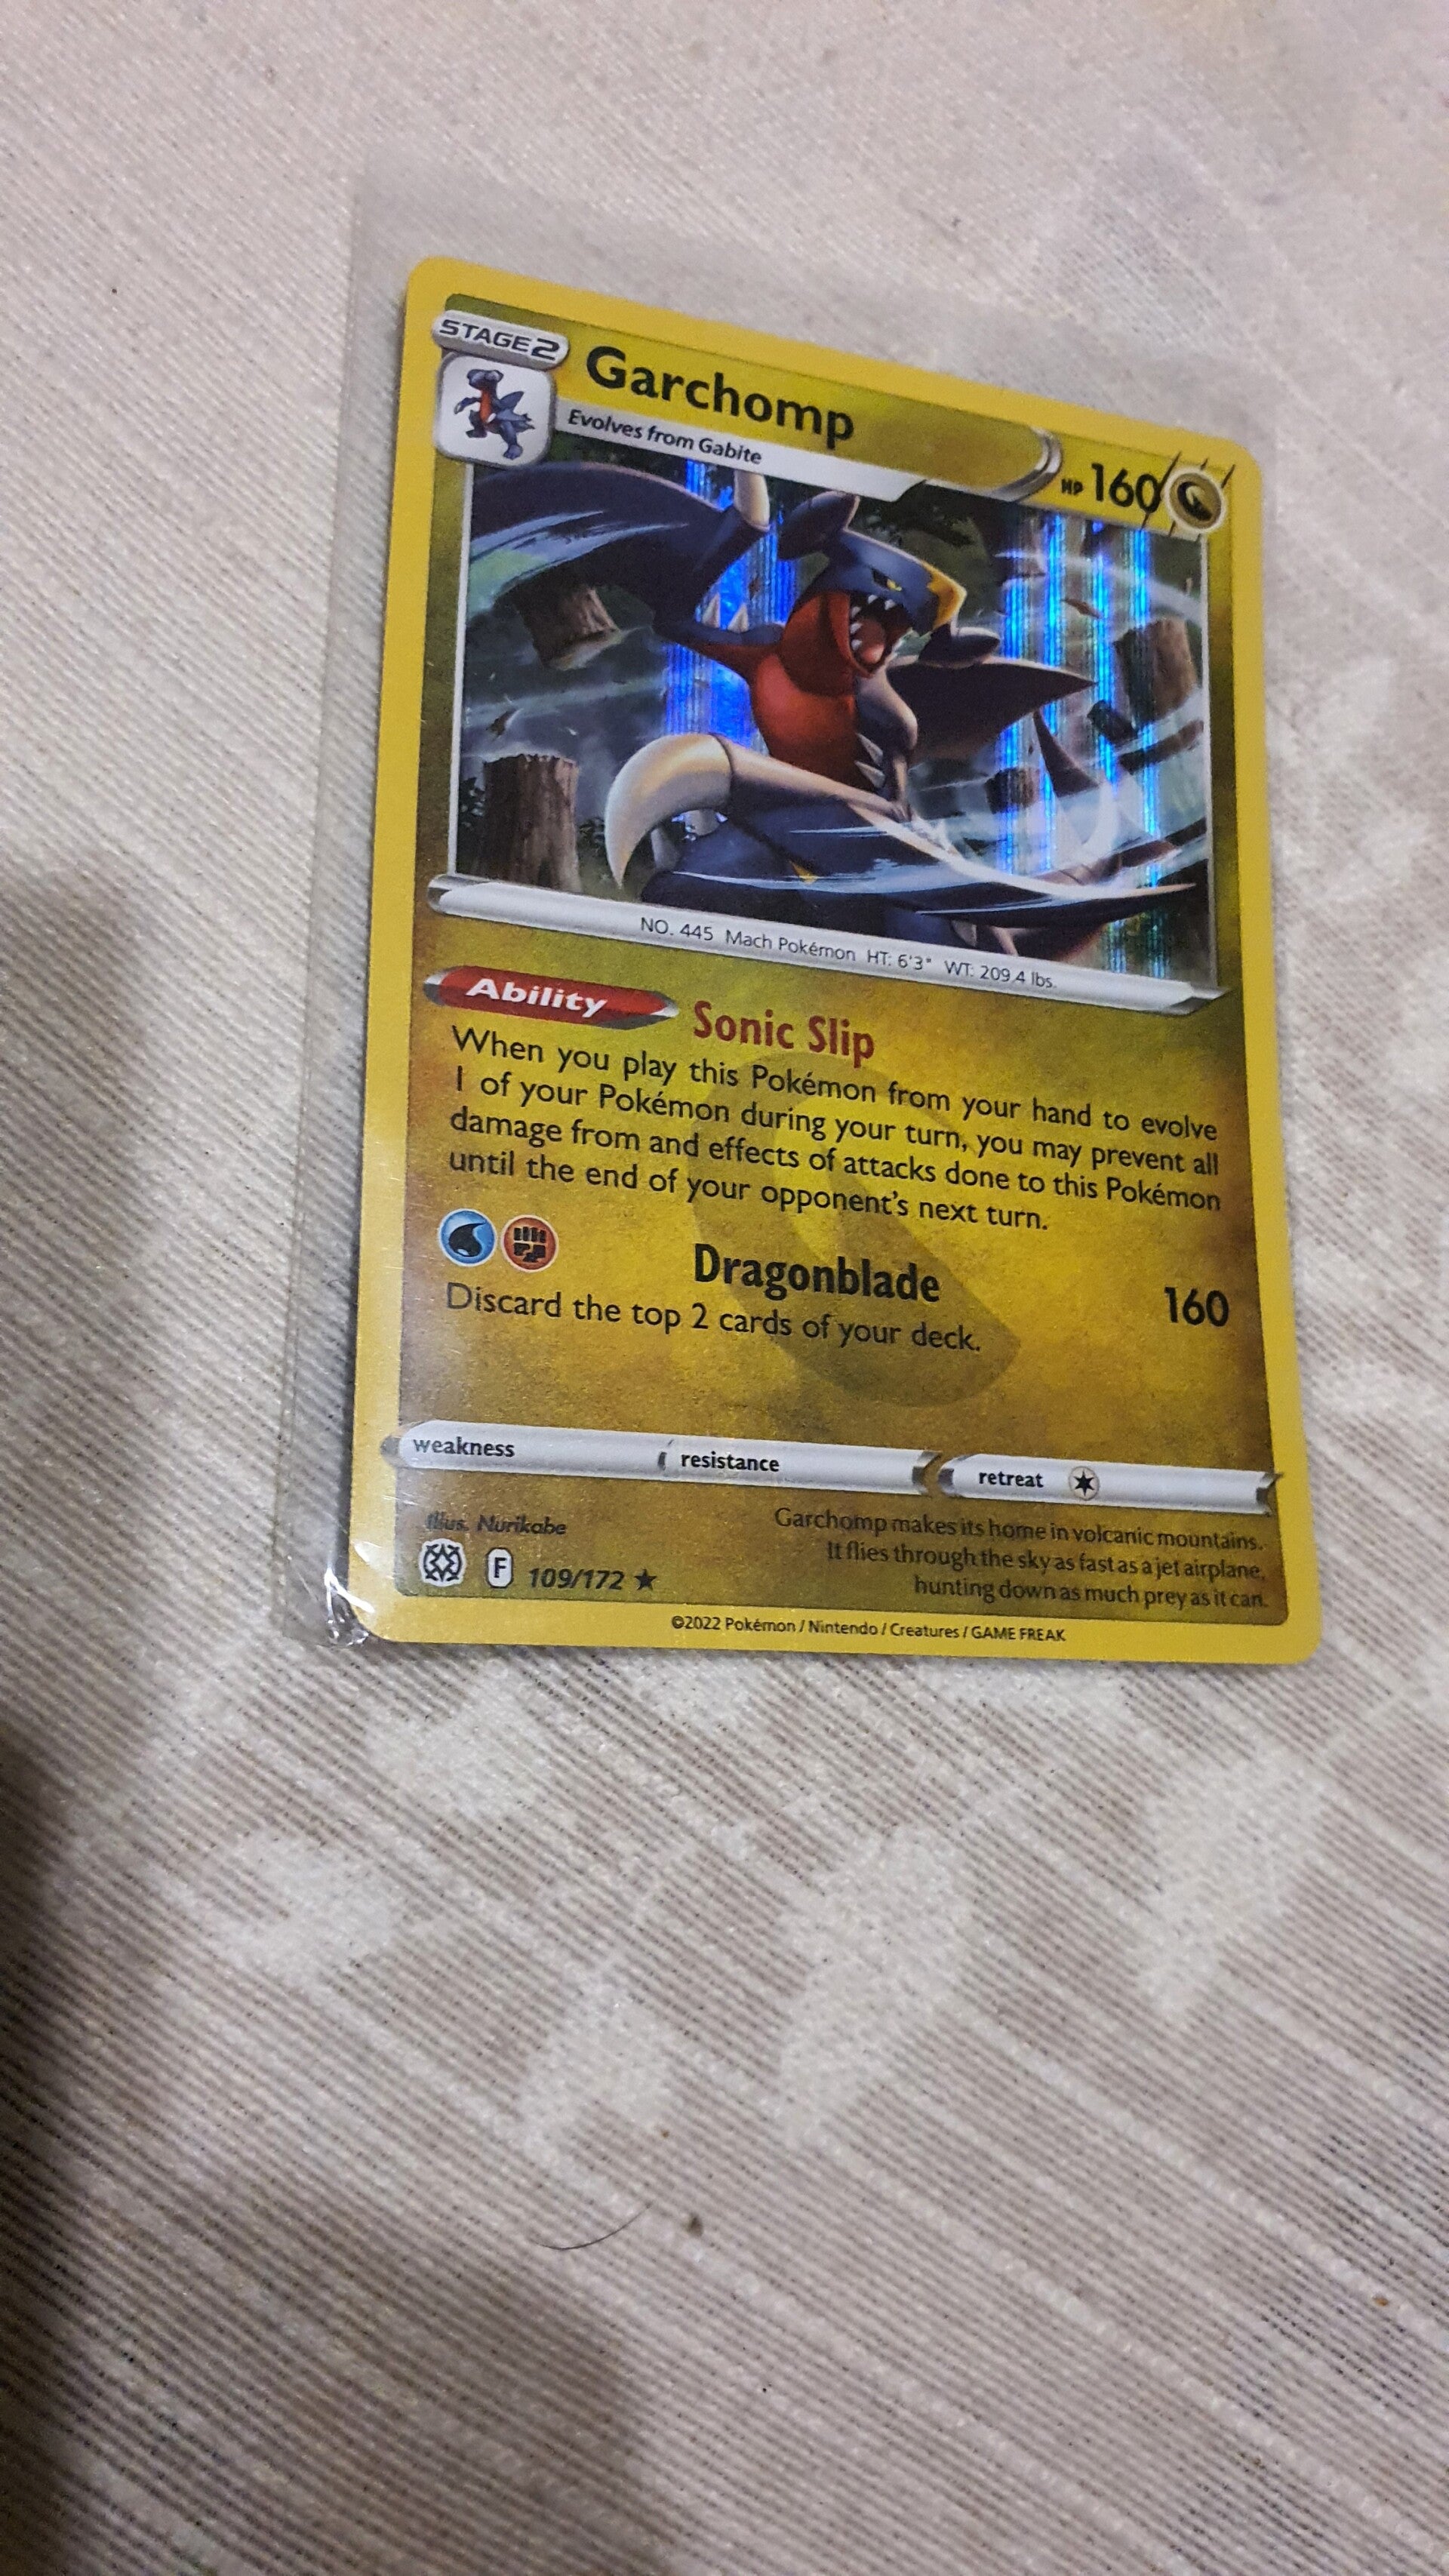 STAGE2
Garchomp
HP 160
Evolves from Gabite
NO. 445 Mach Pokémon HT: 6'3" WT: 209.4 lbs.
Ability Sonic Slip
When you play this Pokémon from your hand to evolve
1 of your Pokémon during your turn, you may prevent all
damage from and effects of attacks done to this Pokémon
until the end of your opponent's next turn.
Dragonblade 160
Discard the top 2 cards of your deck.
weakness resistance retreat
Illus. Nurikabe
F 109/172 ★
Garchomp makes its home in volcanic mountains.
It flies through the sky as fast as a jet airplane,
hunting down as much prey as it can.
©2022 Pokémon / Nintendo / Creatures / GAME FREAK